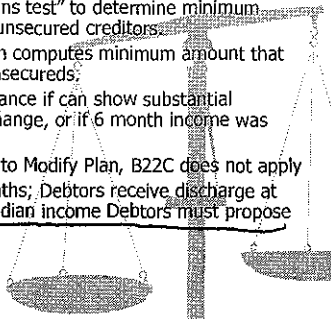 ns test" to determine minimum
unsecured creditors.
n computes minimum amount that
secureds;
ance if can show substantial
ange, or if 6 month income was
to Modify Plan, B22C does not apply
ths; Debtors receive discharge at
dian income Debtors must propose